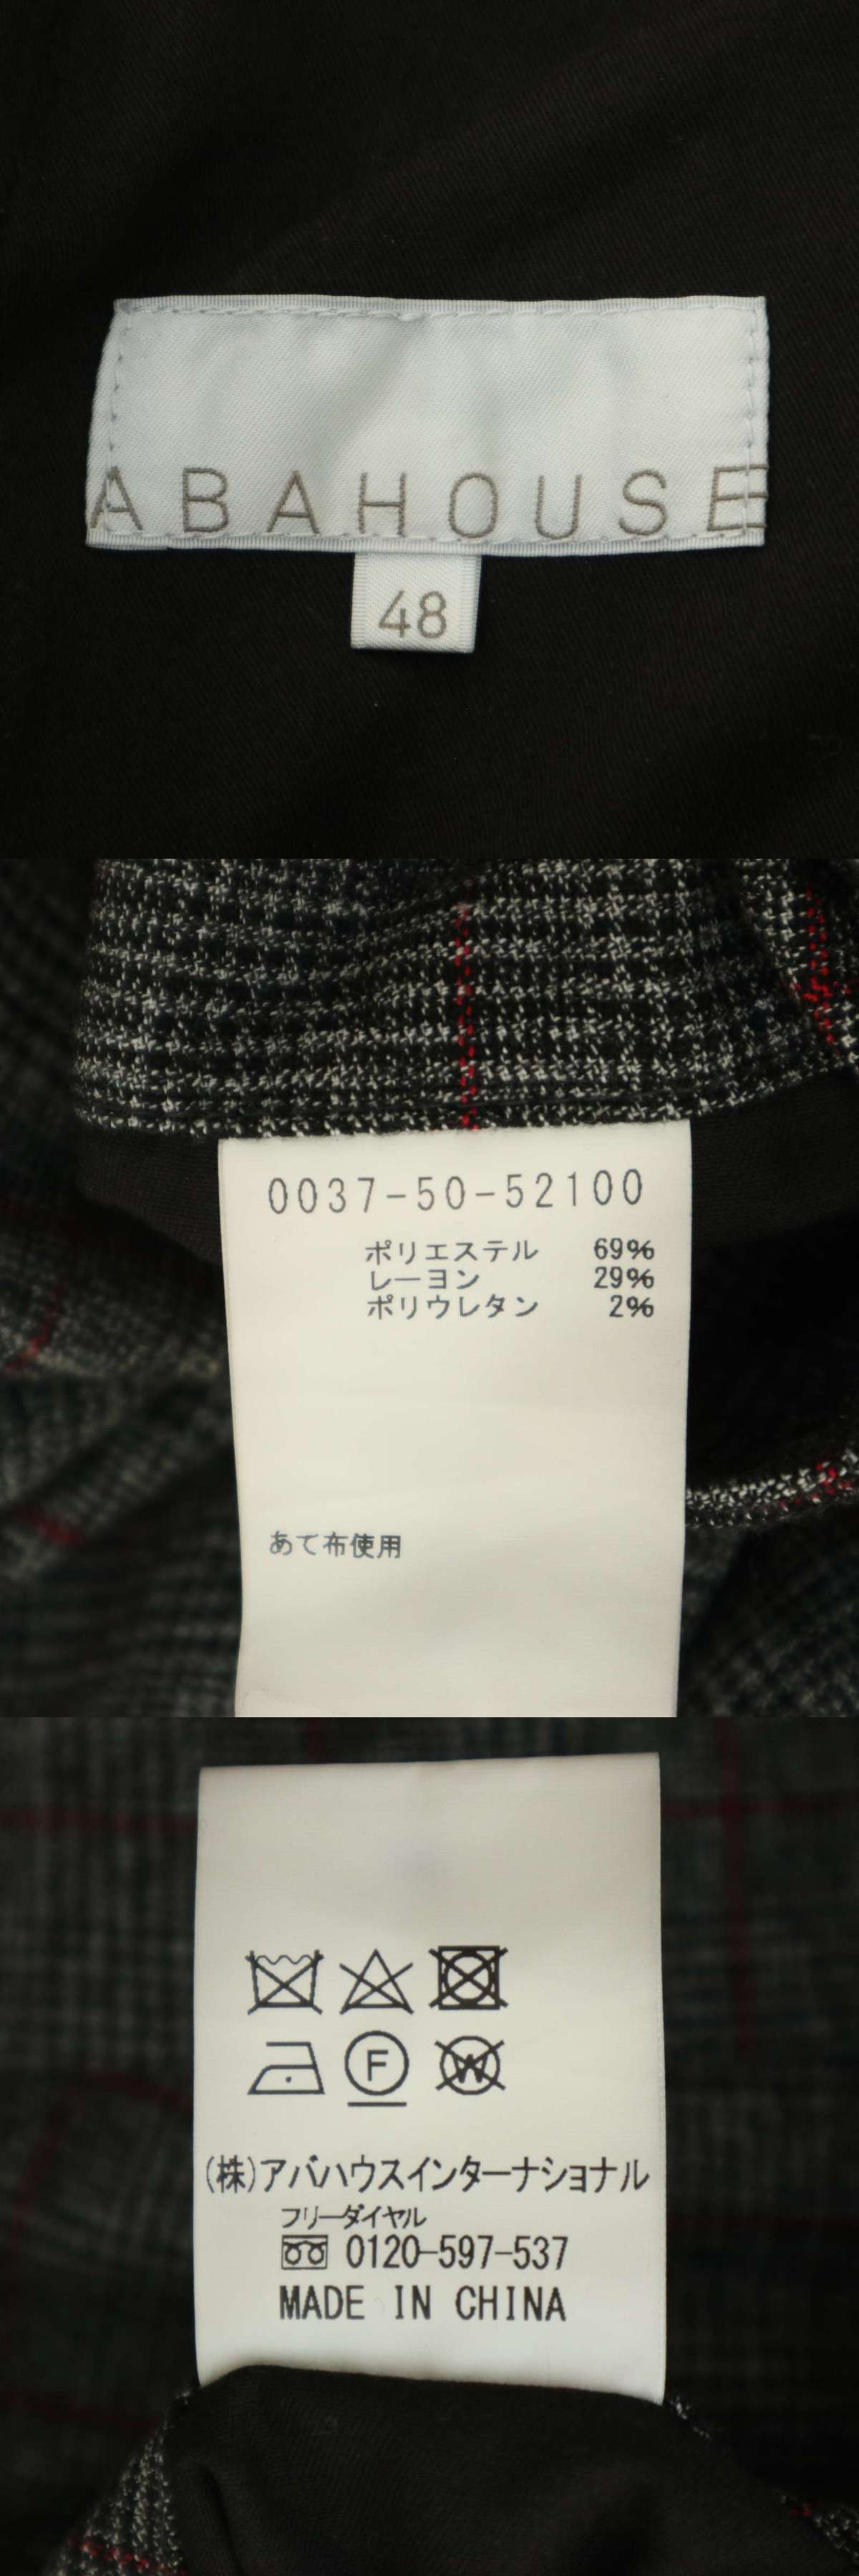 ABAHOUSE
48
0037-50-52100
ポリエステル 69%
レーヨン 29%
ポリウレタン 2%
あて布使用
F W
(株)アバハウスインターナショナル
フリーダイヤル
0120-597-537
MADE IN CHINA